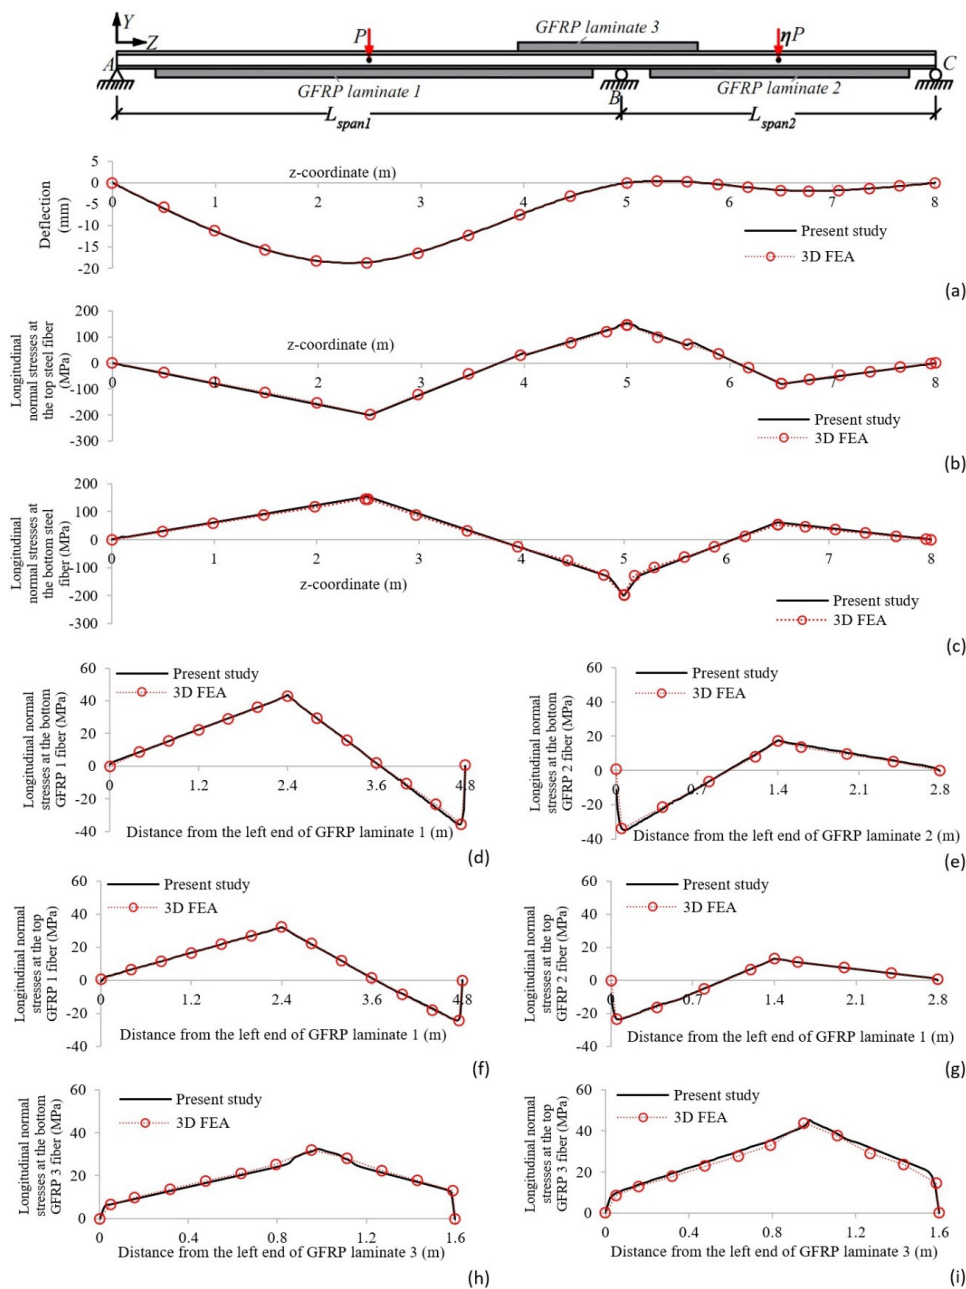 Y
Z
P
GFRP laminate 3
ηP
A
C
GFRP laminate 1
B
GFRP laminate 2
L_span1
L_span2
Deflection
(mm)
5
0
-5
-10
-15
-20
z-coordinate (m)
0 1 2 3 4 5 6 7 8
Present study
3D FEA
(a)
Longitudinal
normal stresses at
the top steel fiber
(MPa)
200
100
0
-100
-200
-300
z-coordinate (m)
0 1 2 3 4 5 6 7 8
Present study
3D FEA
(b)
Longitudinal
normal stresses at
the bottom steel
fiber (MPa)
200
100
0
-100
-200
-300
0 1 2 3 4 5 6 7 8
z-coordinate (m)
Present study
3D FEA
(c)
Longitudinal normal
stresses at the bottom
GFRP 1 fiber (MPa)
60
40
20
0
-20
-40
Present study
3D FEA
0 1.2 2.4 3.6 4.8
Distance from the left end of GFRP laminate 1 (m)
(d)
Longitudinal normal
stresses at the bottom
GFRP 2 fiber (MPa)
60
40
20
0
-20
-40
Present study
3D FEA
0 0.7 1.4 2.1 2.8
Distance from the left end of GFRP laminate 2 (m)
(e)
Longitudinal normal
stresses at the top
GFRP 1 fiber (MPa)
60
40
20
0
-20
-40
Present study
3D FEA
0 1.2 2.4 3.6 4.8
Distance from the left end of GFRP laminate 1 (m)
(f)
Longitudinal normal
stresses at the top
GFRP 2 fiber (MPa)
60
40
20
0
-20
-40
Present study
3D FEA
0 0.7 1.4 2.1 2.8
Distance from the left end of GFRP laminate 1 (m)
(g)
Longitudinal normal
stresses at the bottom
GFRP 3 fiber (MPa)
60
40
20
0
Present study
3D FEA
0 0.4 0.8 1.2 1.6
Distance from the left end of GFRP laminate 3 (m)
(h)
Longitudinal normal
stresses at the top
GFRP 3 fiber (MPa)
60
40
20
0
Present study
3D FEA
0 0.4 0.8 1.2 1.6
Distance from the left end of GFRP laminate 3 (m)
(i)